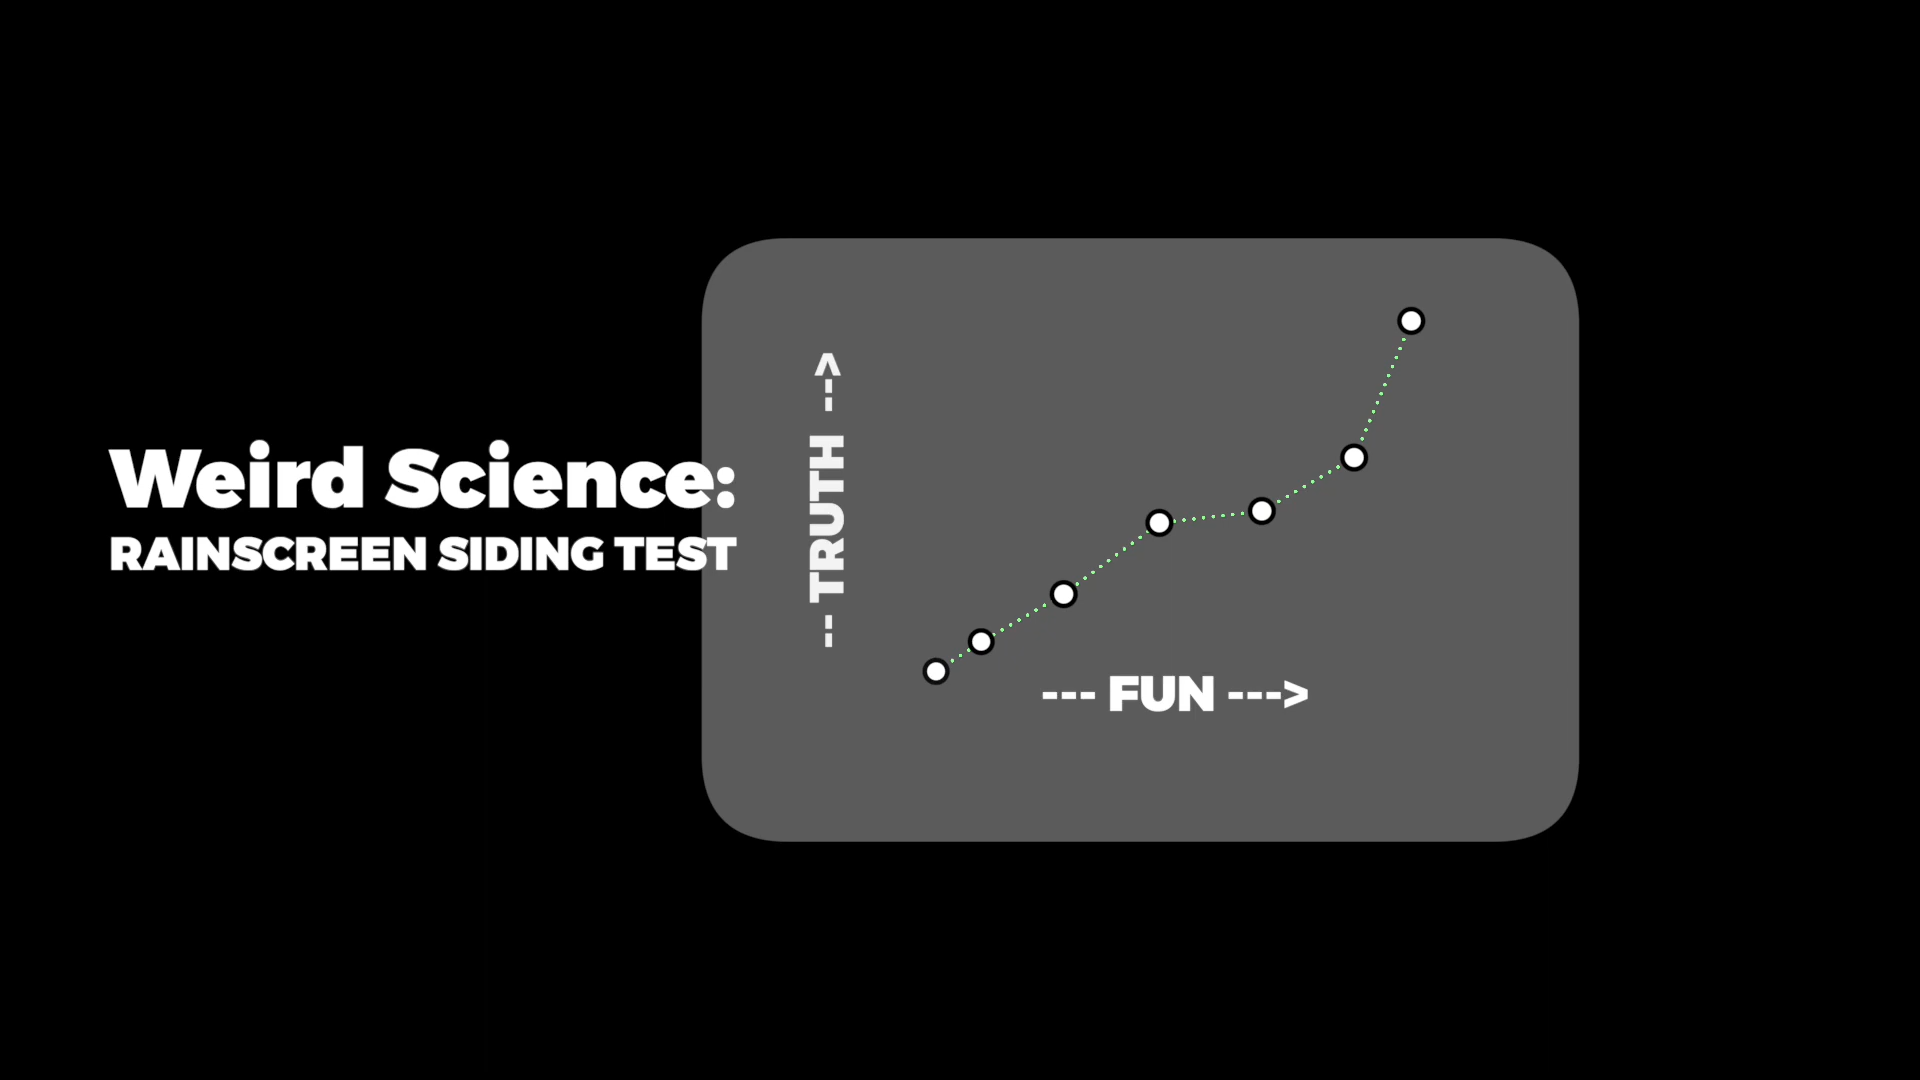 Weird Science:
RAINSCREEN SIDING TEST
-- TRUTH -->
--- FUN --->